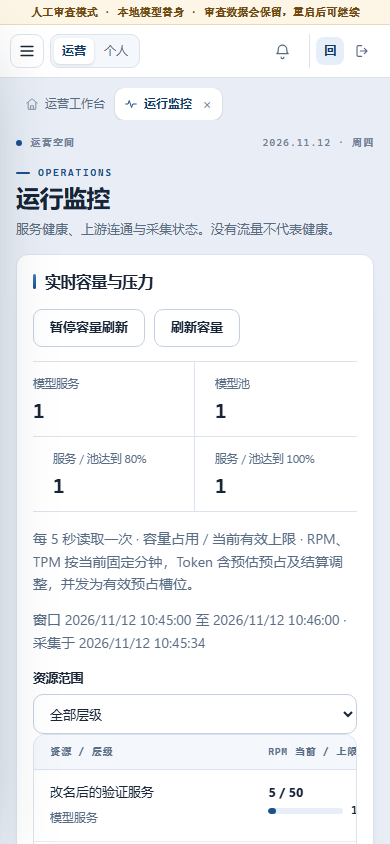 人工审查模式 · 本地模型替身 · 审查数据会保留，重启后可继续
运营 个人 回
运营工作台 运行监控 ×
运营空间 2026.11.12 · 周四
OPERATIONS
运行监控
服务健康、上游连通与采集状态。没有流量不代表健康。
实时容量与压力
暂停容量刷新 刷新容量
模型服务 模型池
1 1
服务 / 池达到 80% 服务 / 池达到 100%
1 1
每 5 秒读取一次 · 容量占用 / 当前有效上限 · RPM、
TPM 按当前固定分钟，Token 含预估预占及结算调
整，并发为有效预占槽位。
窗口 2026/11/12 10:45:00 至 2026/11/12 10:46:00 ·
采集于 2026/11/12 10:45:34
资源范围
全部层级
资源 / 层级 RPM 当前 / 上限
改名后的验证服务 5 / 50
模型服务 1